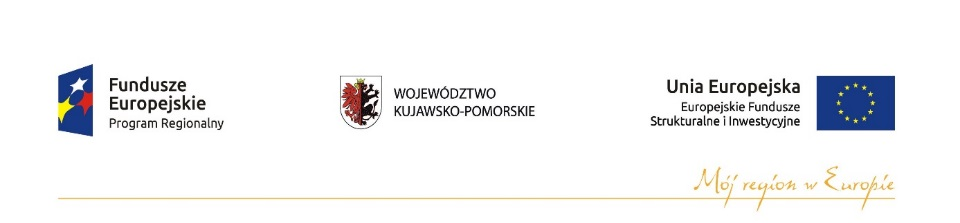 Fundusze
Europejskie
Program Regionalny
WOJEWÓDZTWO
KUJAWSKO-POMORSKIE
Unia Europejska
Europejskie Fundusze
Strukturalne i Inwestycyjne
Mój region w Europie